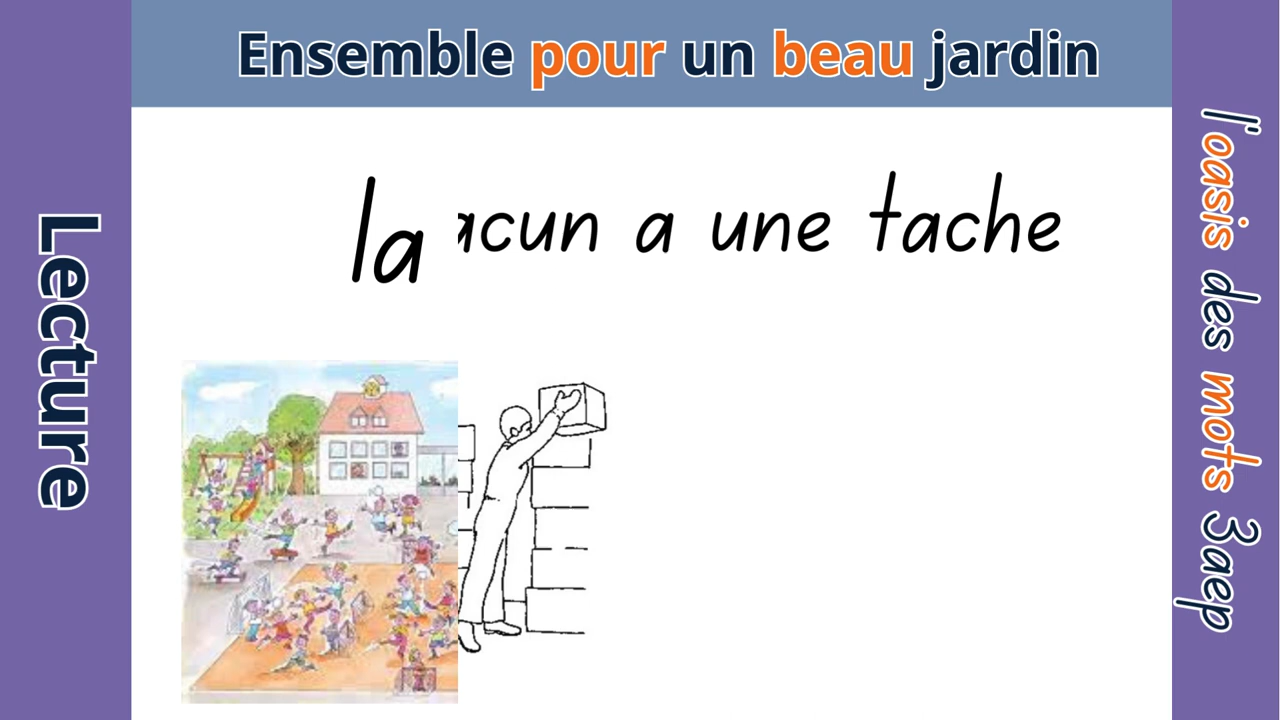 Ensemble pour un beau jardin
la acun a une tache
Lecture
l'oasis des mots 3aep